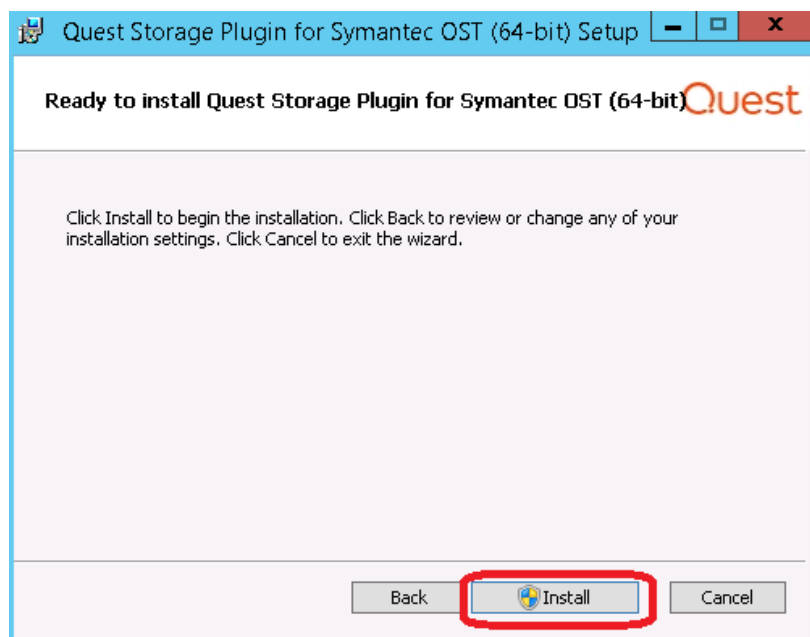 Quest Storage Plugin for Symantec OST (64-bit) Setup
Ready to install Quest Storage Plugin for Symantec OST (64-bit)
Quest
Click Install to begin the installation. Click Back to review or change any of your
installation settings. Click Cancel to exit the wizard.
Back Install Cancel